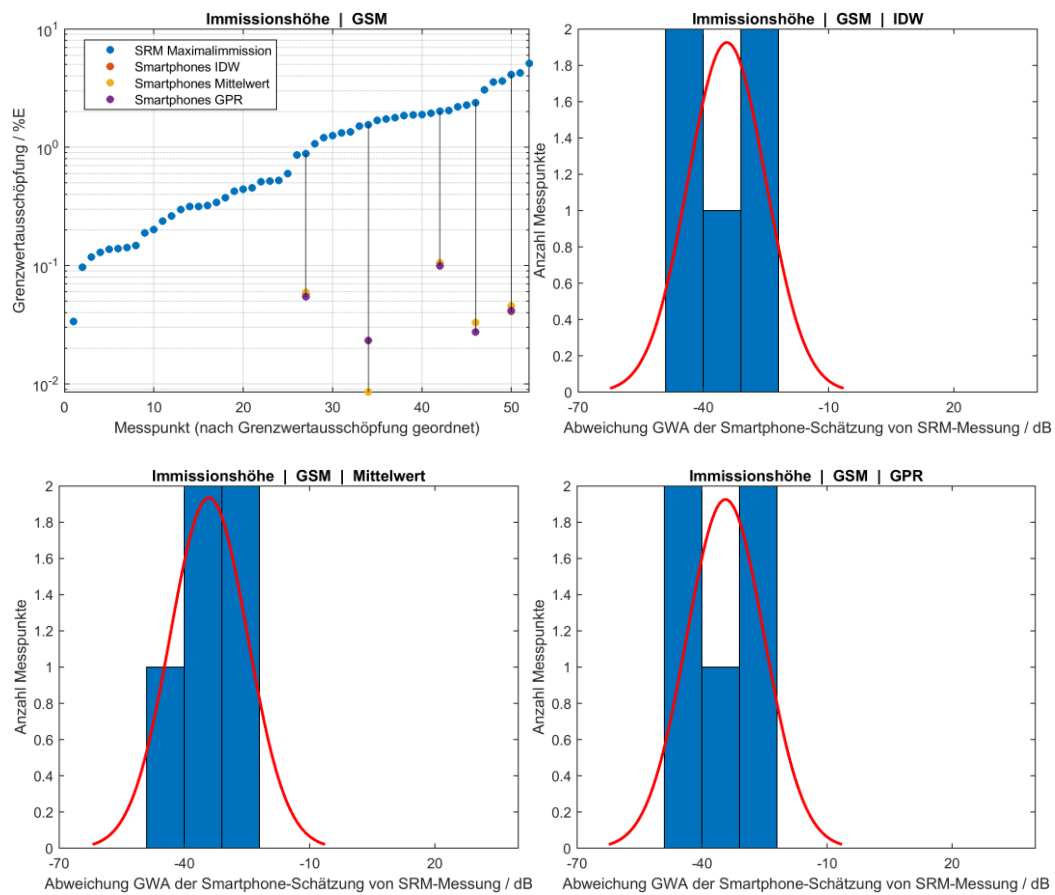 Immissionshöhe | GSM
Grenzwertausschöpfung / %E
10^1
10^0
10^-1
10^-2
SRM Maximalimmission
Smartphones IDW
Smartphones Mittelwert
Smartphones GPR
0 10 20 30 40 50
Messpunkt (nach Grenzwertausschöpfung geordnet)
Immissionshöhe | GSM | IDW
Anzahl Messpunkte
2
1.8
1.6
1.4
1.2
1
0.8
0.6
0.4
0.2
0
-70 -40 -10 20
Abweichung GWA der Smartphone-Schätzung von SRM-Messung / dB
Immissionshöhe | GSM | Mittelwert
Anzahl Messpunkte
2
1.8
1.6
1.4
1.2
1
0.8
0.6
0.4
0.2
0
-70 -40 -10 20
Abweichung GWA der Smartphone-Schätzung von SRM-Messung / dB
Immissionshöhe | GSM | GPR
Anzahl Messpunkte
2
1.8
1.6
1.4
1.2
1
0.8
0.6
0.4
0.2
0
-70 -40 -10 20
Abweichung GWA der Smartphone-Schätzung von SRM-Messung / dB